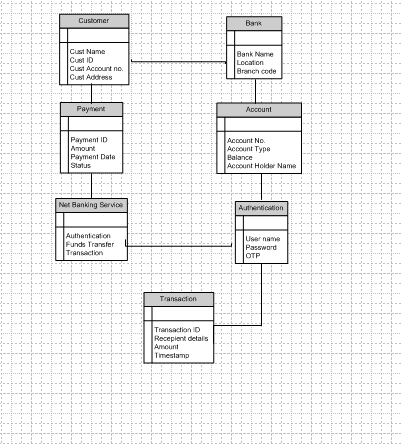 Customer
Cust Name
Cust ID
Cust Account no.
Cust Address
Bank
Bank Name
Location
Branch code
Payment
Payment ID
Amount
Payment Date
Status
Account
Account No.
Account Type
Balance
Account Holder Name
Net Banking Service
Authentication
Funds Transfer
Transaction
Authentication
User name
Password
OTP
Transaction
Transaction ID
Recepient details
Amount
Timestamp